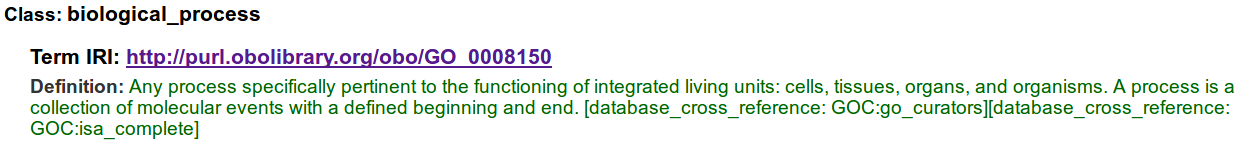 Class: biological_process
Term IRI: http://purl.obolibrary.org/obo/GO_0008150
Definition: Any process specifically pertinent to the functioning of integrated living units: cells, tissues, organs, and organisms. A process is a
collection of molecular events with a defined beginning and end. [database_cross_reference: GOC:go_curators][database_cross_reference:
GOC:isa_complete]